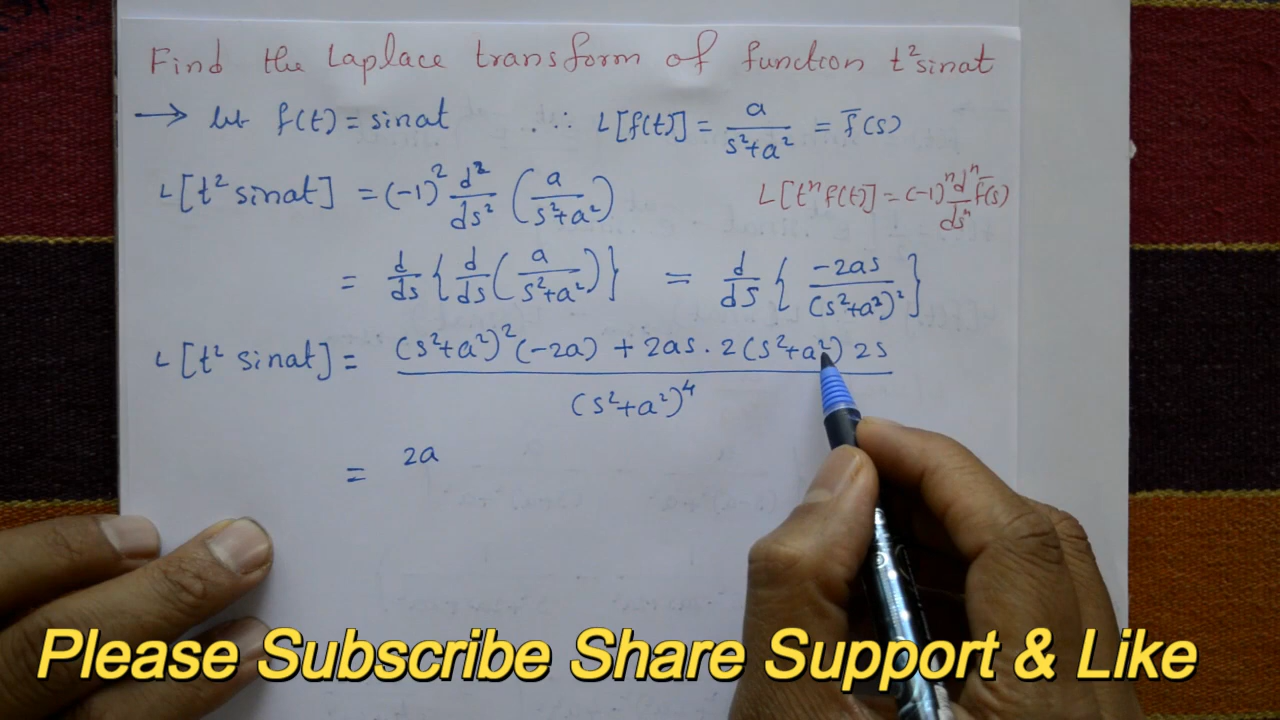 Find the Laplace transform of function t²sinat
→ let f(t) = sinat ∴ L[f(t)] = a/(s²+a²) = f̄(s)
L[t² sinat] = (-1)² d²/ds² (a/(s²+a²)) L[tⁿ f(t)] = (-1)ⁿ dⁿ/dsⁿ f̄(s)
= d/ds { d/ds (a/(s²+a²)) } = d/ds { -2as/(s²+a²)² }
L[t² sinat] = ((s²+a²)²(-2a) + 2as · 2(s²+a²) 2s)/(s²+a²)⁴
= 2a
Please Subscribe Share Support & Like